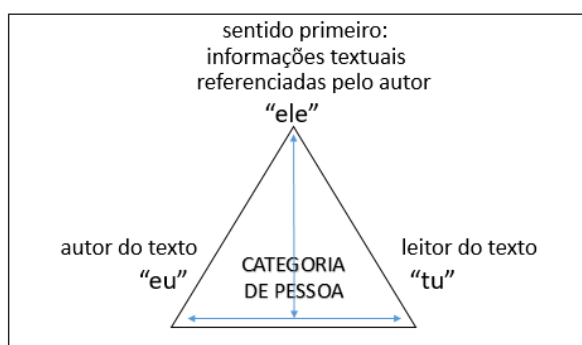 sentido primeiro:
informações textuais
referenciadas pelo autor
“ele”
autor do texto
“eu”
leitor do texto
“tu”
CATEGORIA
DE PESSOA